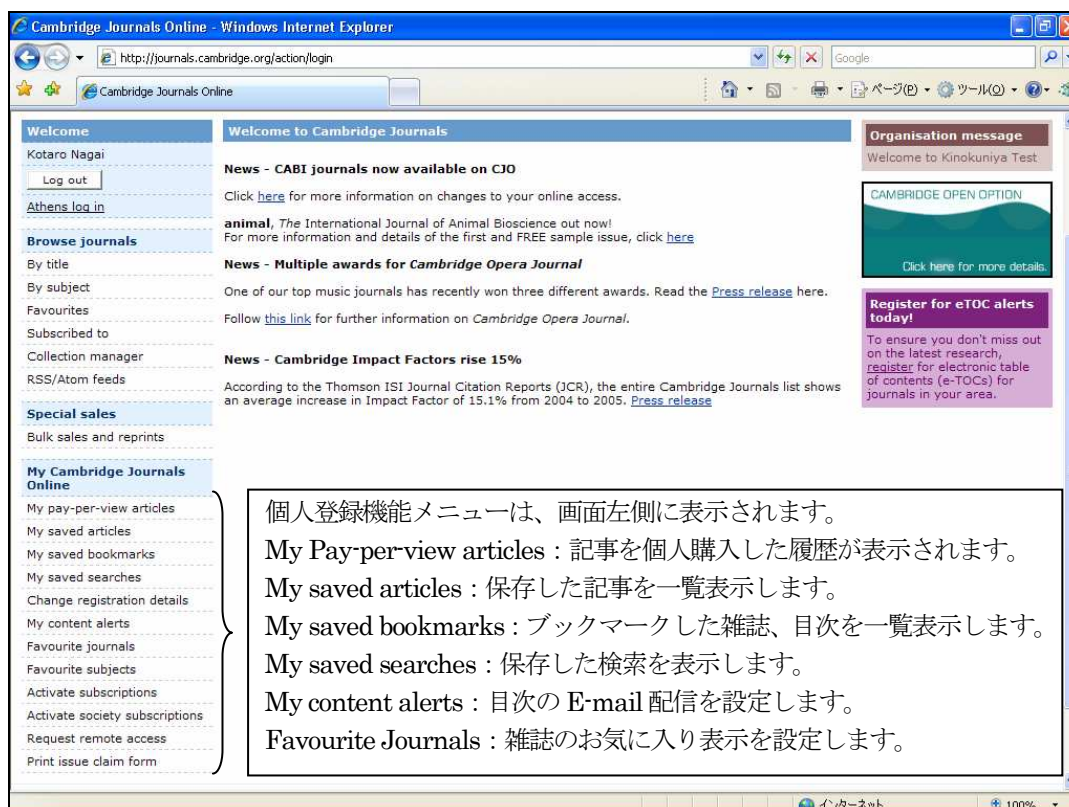 Cambridge Journals Online - Windows Internet Explorer
http://journals.cambridge.org/action/login
Google
Cambridge Journals Online
ページ(P)
ツール(O)
Welcome
Kotaro Nagai
Log out
Athens log in
Browse journals
By title
By subject
Favourites
Subscribed to
Collection manager
RSS/Atom feeds
Special sales
Bulk sales and reprints
My Cambridge Journals
Online
My pay-per-view articles
My saved articles
My saved bookmarks
My saved searches
Change registration details
My content alerts
Favourite journals
Favourite subjects
Activate subscriptions
Activate society subscriptions
Request remote access
Print issue claim form
Welcome to Cambridge Journals
News - CABI journals now available on CJO
Click here for more information on changes to your online access.
animal, The International Journal of Animal Bioscience out now!
For more information and details of the first and FREE sample issue, click here
News - Multiple awards for Cambridge Opera Journal
One of our top music journals has recently won three different awards. Read the Press release here.
Follow this link for further information on Cambridge Opera Journal.
News - Cambridge Impact Factors rise 15%
According to the Thomson ISI Journal Citation Reports (JCR), the entire Cambridge Journals list shows
an average increase in Impact Factor of 15.1% from 2004 to 2005. Press release
Organisation message
Welcome to Kinokuniya Test
CAMBRIDGE OPEN OPTION
Click here for more details.
Register for eTOC alerts
today!
To ensure you don't miss out
on the latest research,
register for electronic table
of contents (e-TOCs) for
journals in your area.
個人登録機能メニューは、画面左側に表示されます。
My Pay-per-view articles：記事を個人購入した履歴が表示されます。
My saved articles：保存した記事を一覧表示します。
My saved bookmarks：ブックマークした雑誌、目次を一覧表示します。
My saved searches：保存した検索を表示します。
My content alerts：目次の E-mail 配信を設定します。
Favourite Journals：雑誌のお気に入り表示を設定します。
インターネット
100%